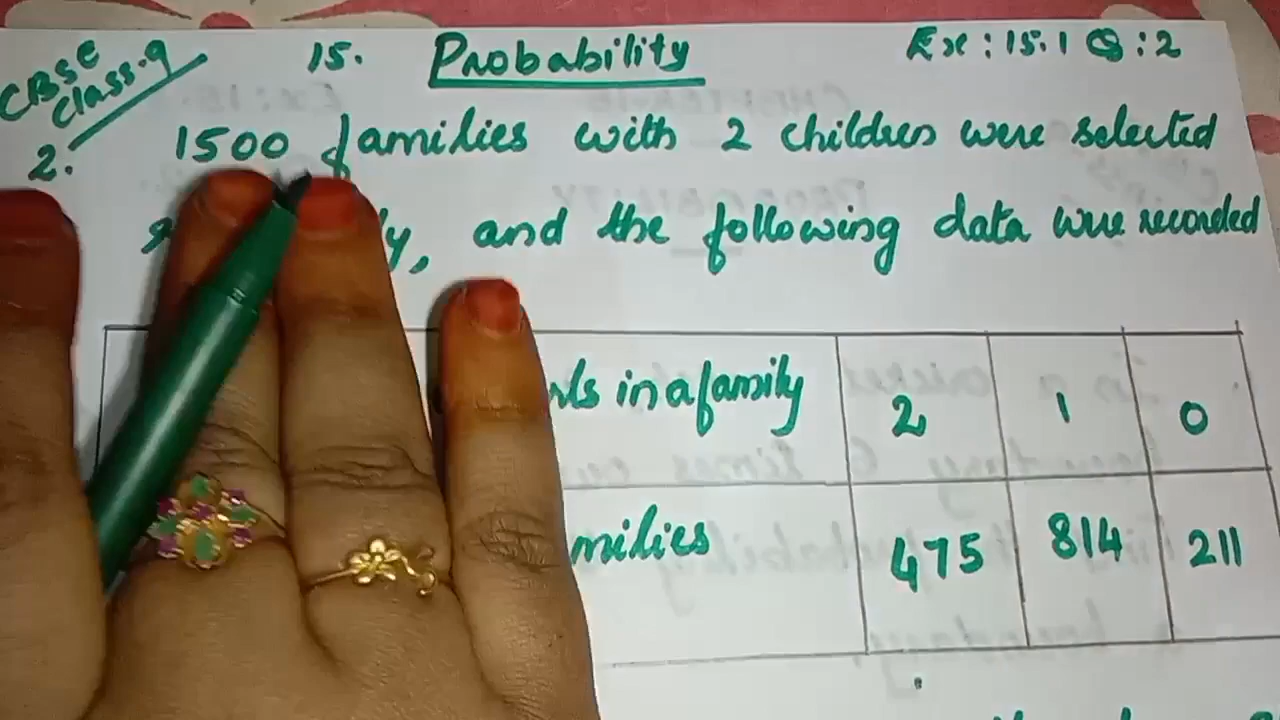 CBSE
Class-9
15. Probability Ex: 15.1 Q:2
2. 1500 families with 2 children were selected
and the following data were recorded
in a family 2 1 0
475 814 211